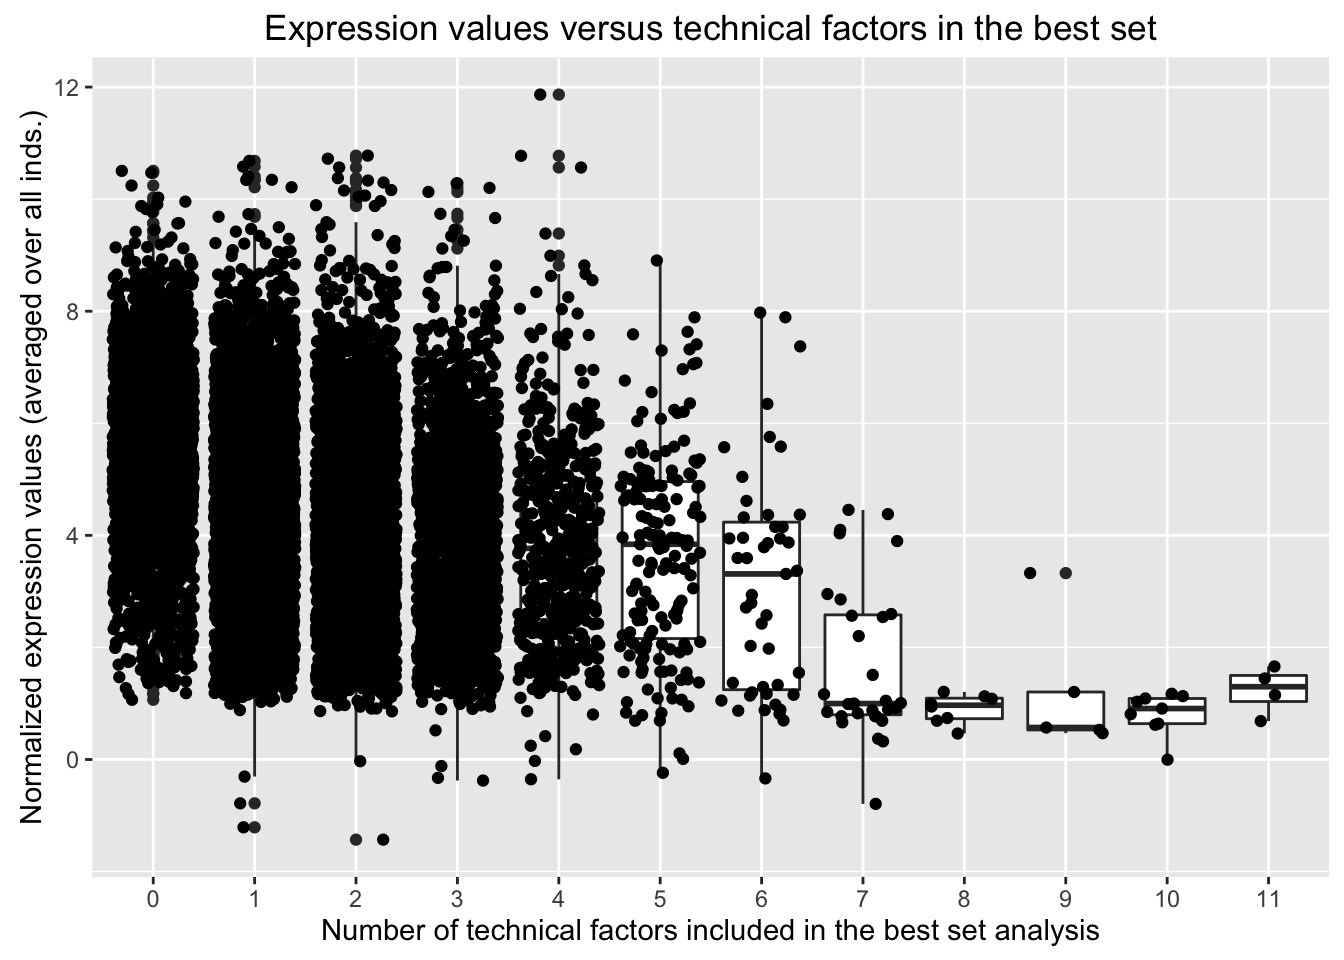 Expression values versus technical factors in the best set
Normalized expression values (averaged over all inds.)
12
8
4
0
0 1 2 3 4 5 6 7 8 9 10 11
Number of technical factors included in the best set analysis